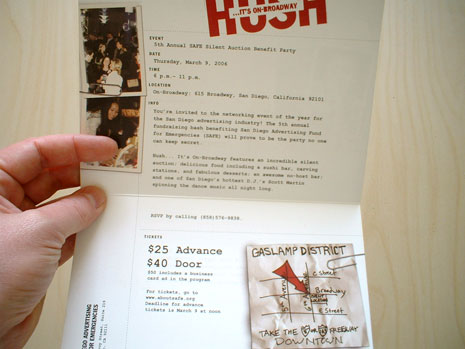 HUSH
...IT'S ON-BROADWAY
EVENT
5th Annual SAFE Silent Auction Benefit Party
DATE
Thursday, March 9, 2006
TIME
6 p.m.- 11 p.m.
LOCATION
On-Broadway: 615 Broadway, San Diego, California 92101
INFO
You're invited to the networking event of the year for
the San Diego advertising industry! The 5th annual
fundraising bash benefiting San Diego Advertising Fund
for Emergencies (SAFE) will prove to be the party no one
can keep secret.
Hush... It's On-Broadway features an incredible silent
auction; delicious food including a sushi bar, carving
stations, and fabulous desserts; an awesome no-host bar;
and one of San Diego's hottest D.J.'s Scott Martin
spinning the dance music all night long.
RSVP by calling (858)576-9838.
TICKETS
$25 Advance
$40 Door
$50 includes a business
card ad in the program
For tickets, go to
www.aboutsafe.org
Deadline for advance
tickets is March 9 at noon
GASLAMP DISTRICT
C Street
Broadway
E Street
TAKE THE OR FREEWAY
DOWNTOWN
GO ADVERTISING
FOR EMERGENCIES